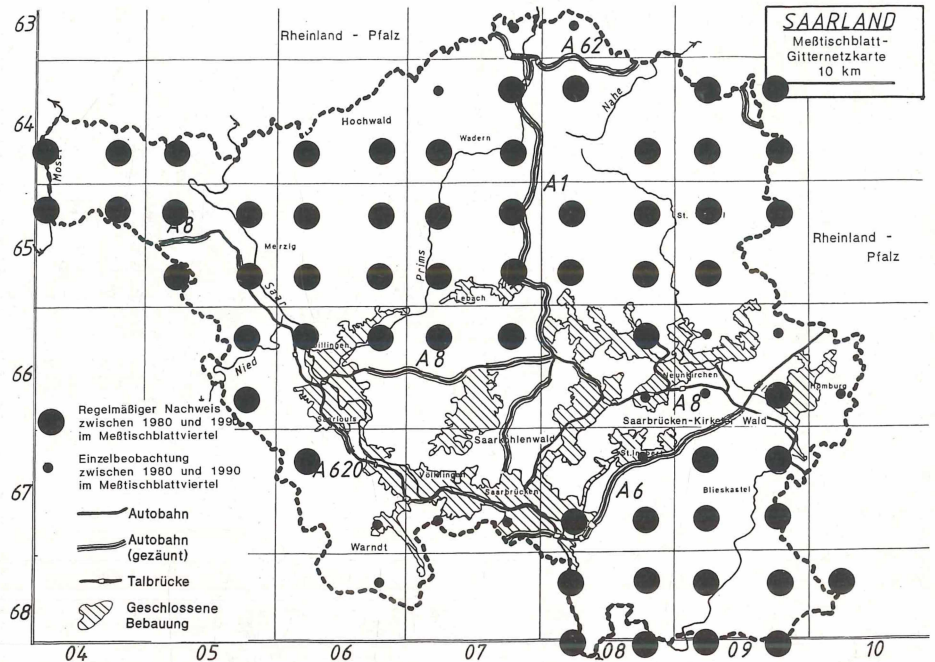 SAARLAND
Meßtischblatt-
Gitternetzkarte
10 km
63
64
65
66
67
68
04
05
06
07
08
09
10
Rheinland - Pfalz
A 62
Nahe
Hochwald
Wadern
Mosel
A1
A8
Merzig
Prims
Lebach
Rheinland -
Pfalz
Dillingen
A8
Nied
Neunkirchen
Homburg
A8
Saarlouis
Saarkohlenwald
Saarbrücken-Kirkeler Wald
St.Ingbert
A 620
Völklingen
Saarbrücken
A6
Blieskastel
Warndt
Regelmäßiger Nachweis
zwischen 1980 und 1990
im Meßtischblattviertel
Einzelbeobachtung
zwischen 1980 und 1990
im Meßtischblattviertel
Autobahn
Autobahn
(gezäunt)
Talbrücke
Geschlossene
Bebauung